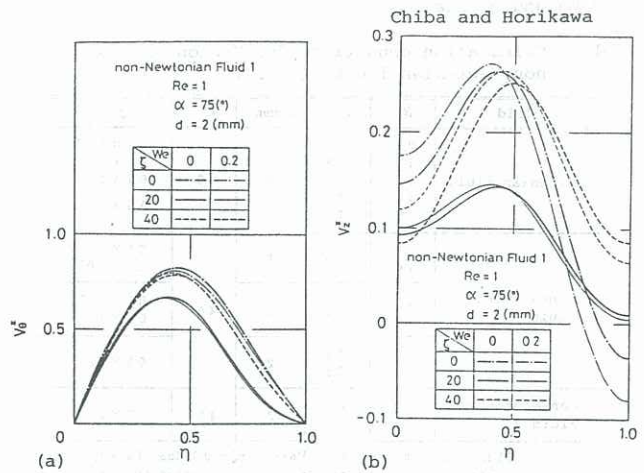 Chiba and Horikawa
non-Newtonian Fluid 1
Re = 1
α = 75(°)
d = 2 (mm)
ζ We 0 0.2
0
20
40
1.0
0.5
Vθ*
0 0.5 1.0
(a) η
0.3
0.2
0.1
0
-0.1
Vz*
non-Newtonian Fluid 1
Re = 1
α = 75(°)
d = 2 (mm)
ζ We 0 0.2
0
20
40
0 0.5 1.0
(b) η